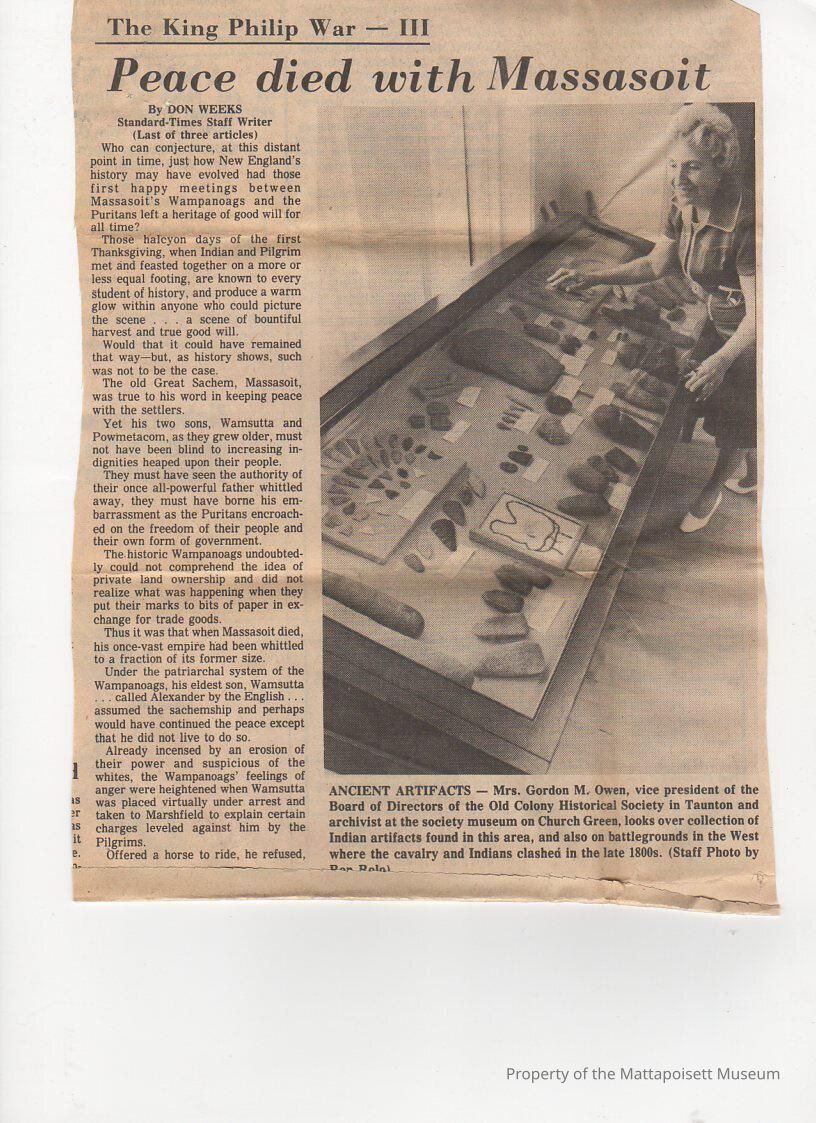 The King Philip War — III
Peace died with Massasoit
By DON WEEKS
Standard-Times Staff Writer
(Last of three articles)
Who can conjecture, at this distant
point in time, just how New England's
history may have evolved had those
first happy meetings between
Massasoit's Wampanoags and the
Puritans left a heritage of good will for
all time?
Those halcyon days of the first
Thanksgiving, when Indian and Pilgrim
met and feasted together on a more or
less equal footing, are known to every
student of history, and produce a warm
glow within anyone who could picture
the scene . . . a scene of bountiful
harvest and true good will.
Would that it could have remained
that way—but, as history shows, such
was not to be the case.
The old Great Sachem, Massasoit,
was true to his word in keeping peace
with the settlers.
Yet his two sons, Wamsutta and
Powmetacom, as they grew older, must
not have been blind to increasing in-
dignities heaped upon their people.
They must have seen the authority of
their once all-powerful father whittled
away, they must have borne his em-
barrassment as the Puritans encroach-
ed on the freedom of their people and
their own form of government.
The historic Wampanoags undoubted-
ly could not comprehend the idea of
private land ownership and did not
realize what was happening when they
put their marks to bits of paper in ex-
change for trade goods.
Thus it was that when Massasoit died,
his once-vast empire had been whittled
to a fraction of its former size.
Under the patriarchal system of the
Wampanoags, his eldest son, Wamsutta
. . . called Alexander by the English . . .
assumed the sachemship and perhaps
would have continued the peace except
that he did not live to do so.
Already incensed by an erosion of
their power and suspicious of the
whites, the Wampanoags' feelings of
anger were heightened when Wamsutta
was placed virtually under arrest and
taken to Marshfield to explain certain
charges leveled against him by the
Pilgrims.
Offered a horse to ride, he refused,
ANCIENT ARTIFACTS — Mrs. Gordon M. Owen, vice president of the
Board of Directors of the Old Colony Historical Society in Taunton and
archivist at the society museum on Church Green, looks over collection of
Indian artifacts found in this area, and also on battlegrounds in the West
where the cavalry and Indians clashed in the late 1800s. (Staff Photo by
Property of the Mattapoisett Museum